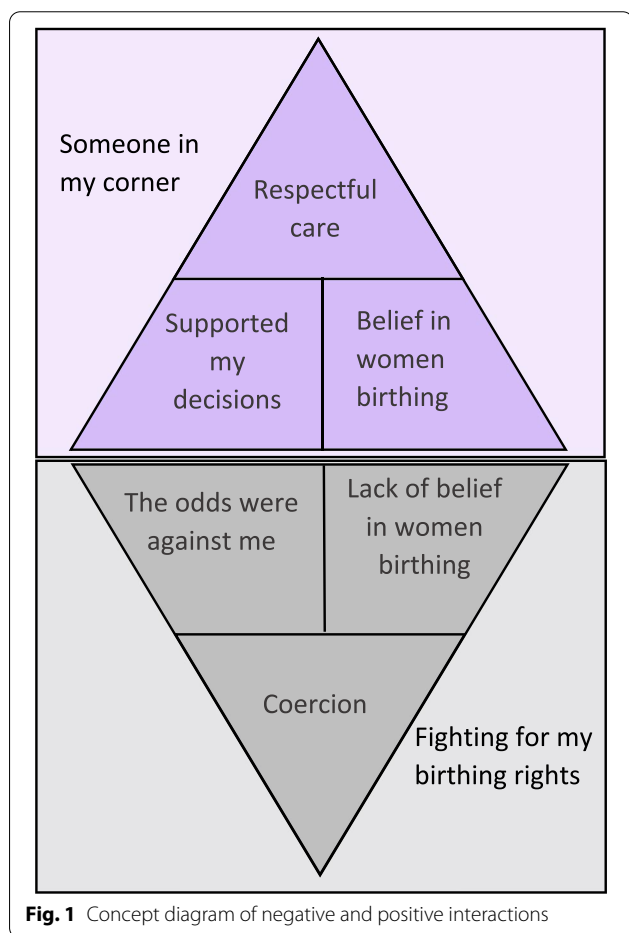 Someone in
my corner
Respectful
care
Supported
my
decisions
Belief in
women
birthing
The odds were
against me
Lack of belief
in women
birthing
Coercion
Fighting for my
birthing rights
Fig. 1 Concept diagram of negative and positive interactions